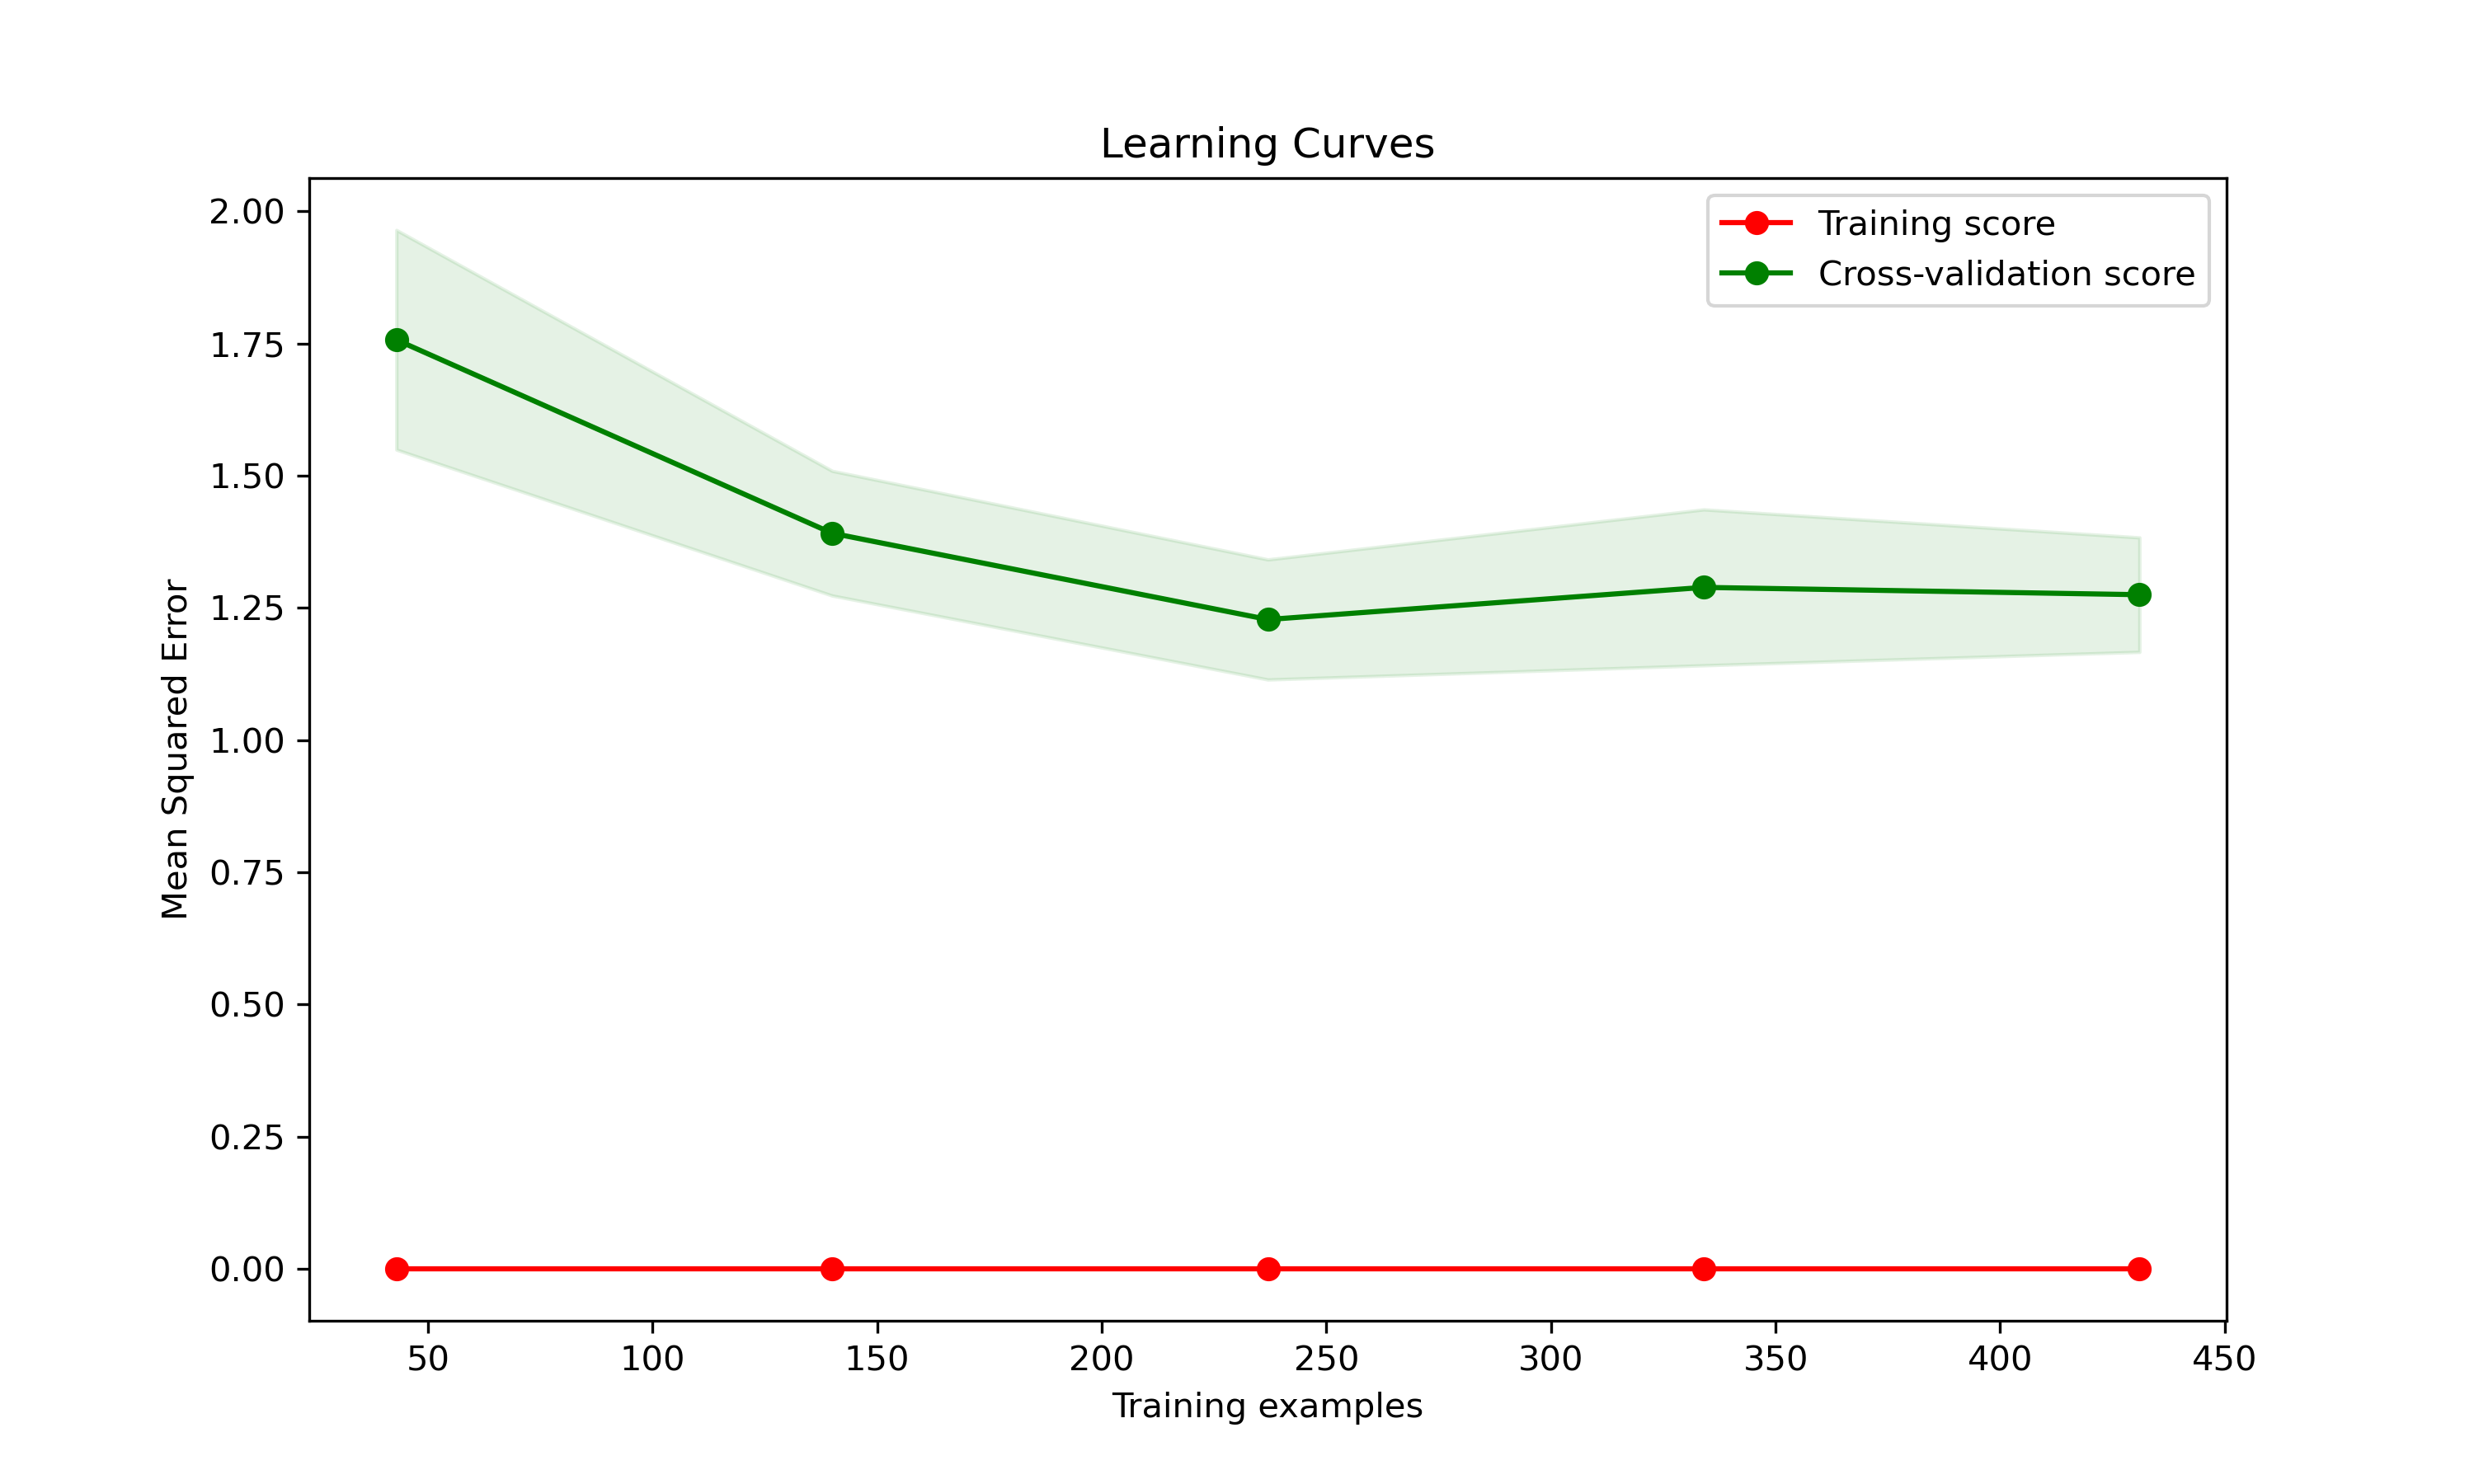 Learning Curves
Training score
Cross-validation score
Mean Squared Error
2.00
1.75
1.50
1.25
1.00
0.75
0.50
0.25
0.00
50 100 150 200 250 300 350 400 450
Training examples